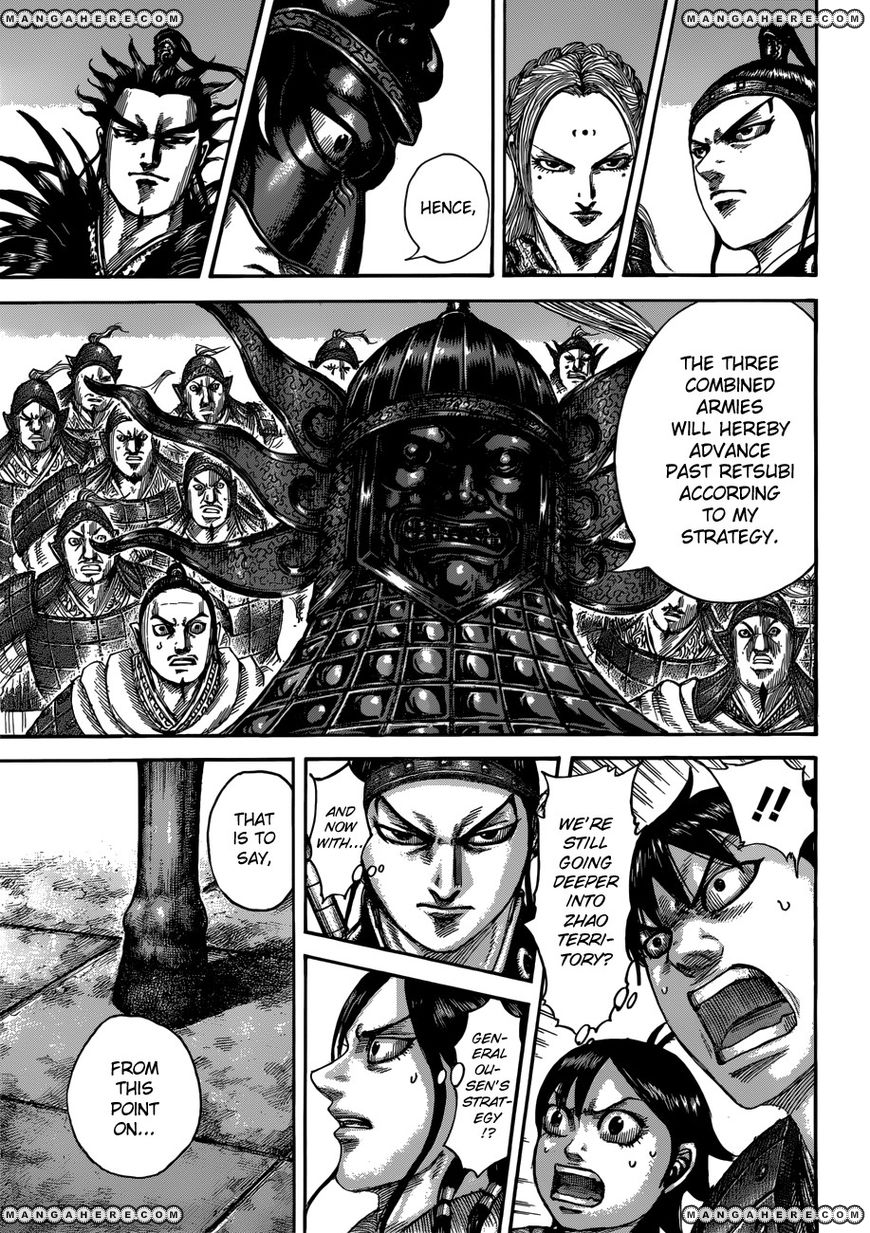 MANGAHERE.COM
MANGAHERE.COM
HENCE,
THE THREE
COMBINED
ARMIES
WILL HEREBY
ADVANCE
PAST RETSUBI
ACCORDING
TO MY
STRATEGY.
!!
WE'RE
STILL
GOING
DEEPER
INTO
ZHAO
TERRI-
TORY?
AND
NOW
WITH...
GEN-
ERAL
OU-
SEN'S
STRAT-
EGY
!?
THAT
IS TO
SAY,
FROM
THIS
POINT
ON...
MANGAHERE.COM
MANGAHERE.COM